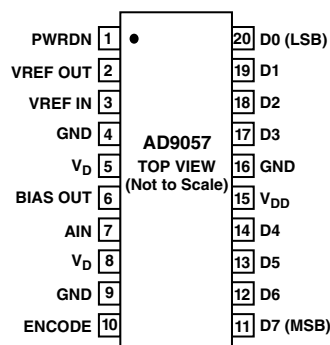 PWRDN 1
VREF OUT 2
VREF IN 3
GND 4
VD 5
BIAS OUT 6
AIN 7
VD 8
GND 9
ENCODE 10
AD9057
TOP VIEW
(Not to Scale)
20 D0 (LSB)
19 D1
18 D2
17 D3
16 GND
15 VDD
14 D4
13 D5
12 D6
11 D7 (MSB)